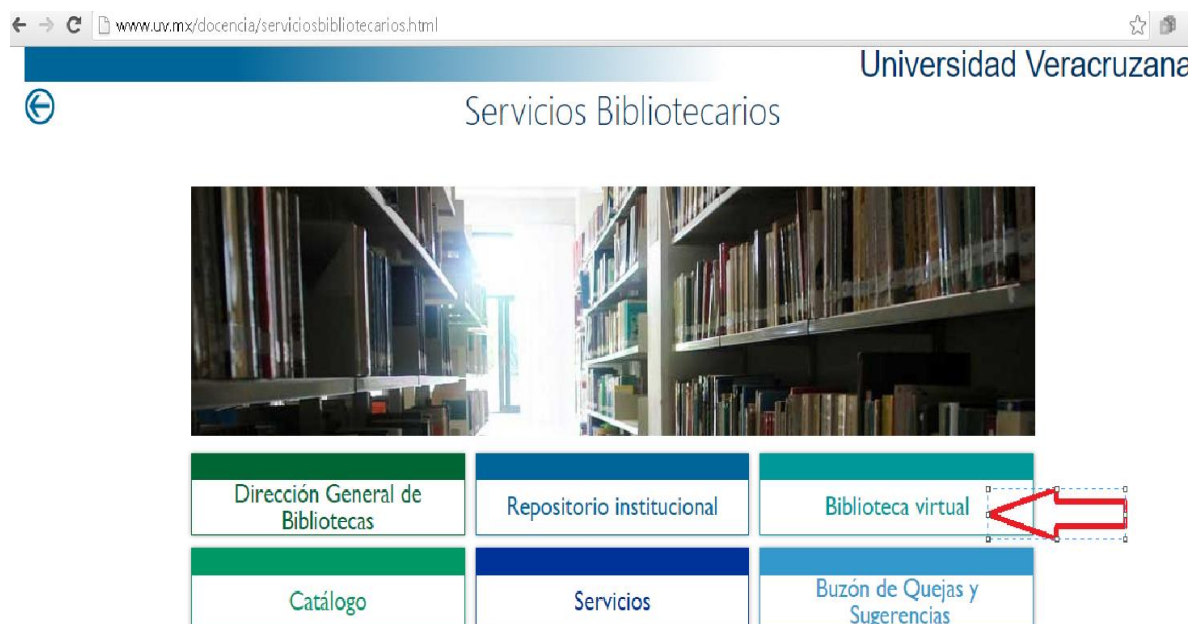 www.uv.mx/docencia/serviciosbibliotecarios.html
Universidad Veracruzana
Servicios Bibliotecarios
Dirección General de
Bibliotecas
Repositorio institucional
Biblioteca virtual
Catálogo
Servicios
Buzón de Quejas y
Sugerencias